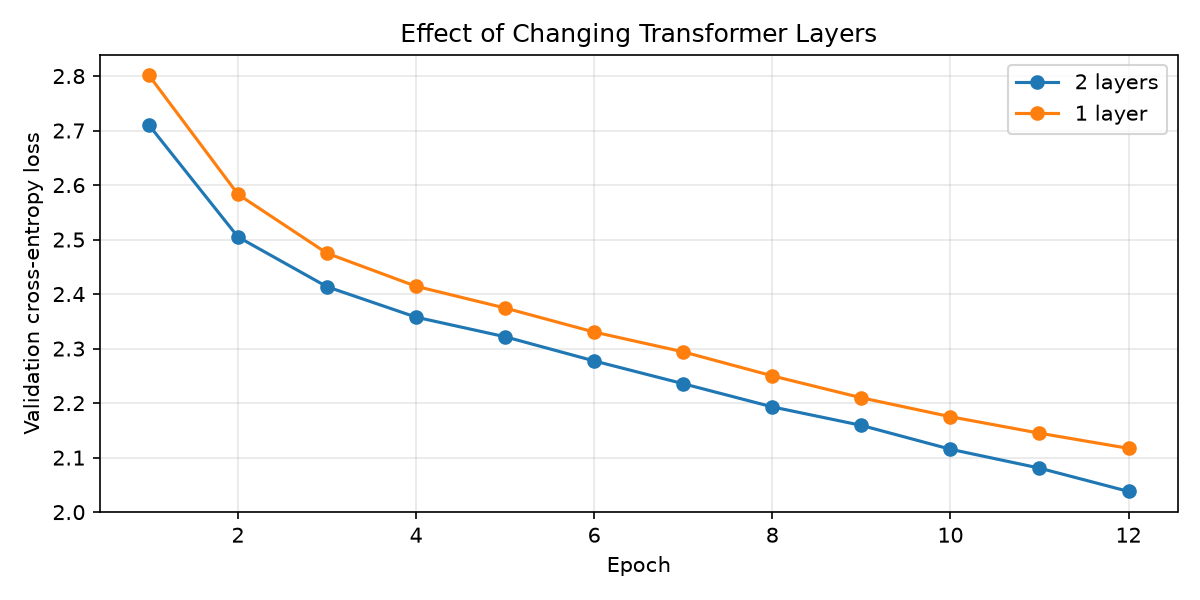 Effect of Changing Transformer Layers
Validation cross-entropy loss
2.8
2.7
2.6
2.5
2.4
2.3
2.2
2.1
2.0
2 layers
1 layer
2 4 6 8 10 12
Epoch